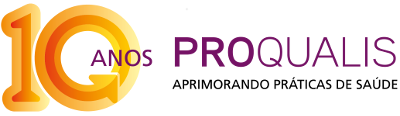 10 ANOS PROQUALIS
APRIMORANDO PRÁTICAS DE SAÚDE